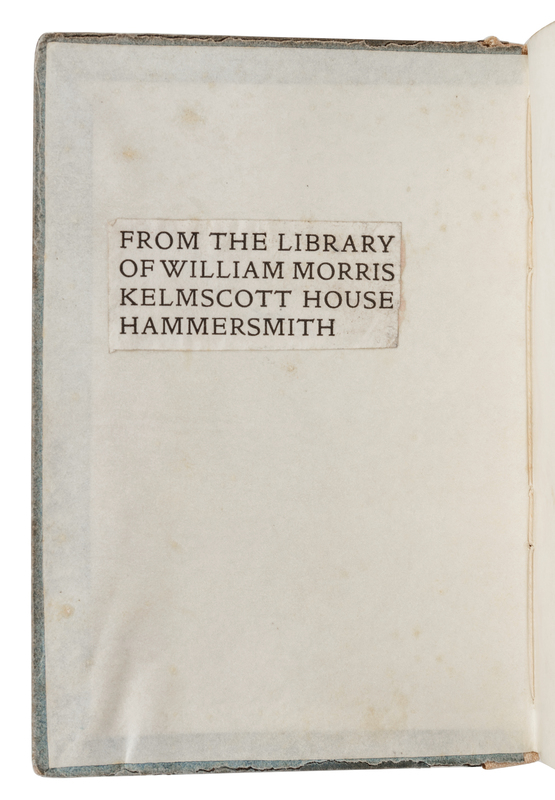 FROM THE LIBRARY
OF WILLIAM MORRIS
KELMSCOTT HOUSE
HAMMERSMITH